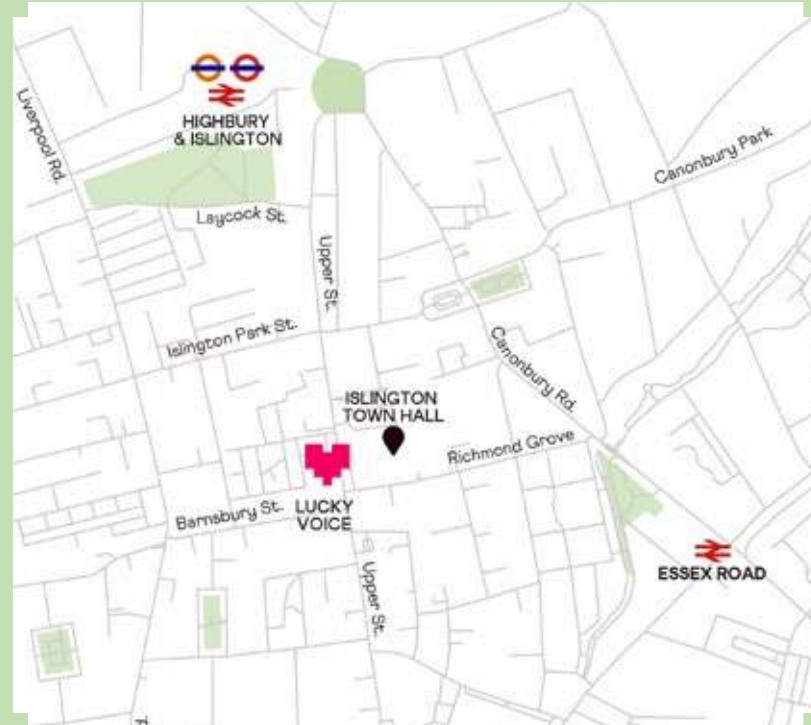 HIGHBURY
& ISLINGTON
Liverpool Rd.
Canonbury Park
Laycock St.
Upper St.
Islington Park St.
Canonbury Rd.
ISLINGTON
TOWN HALL
Richmond Grove
Barnsbury St.
LUCKY
VOICE
ESSEX ROAD
Upper St.